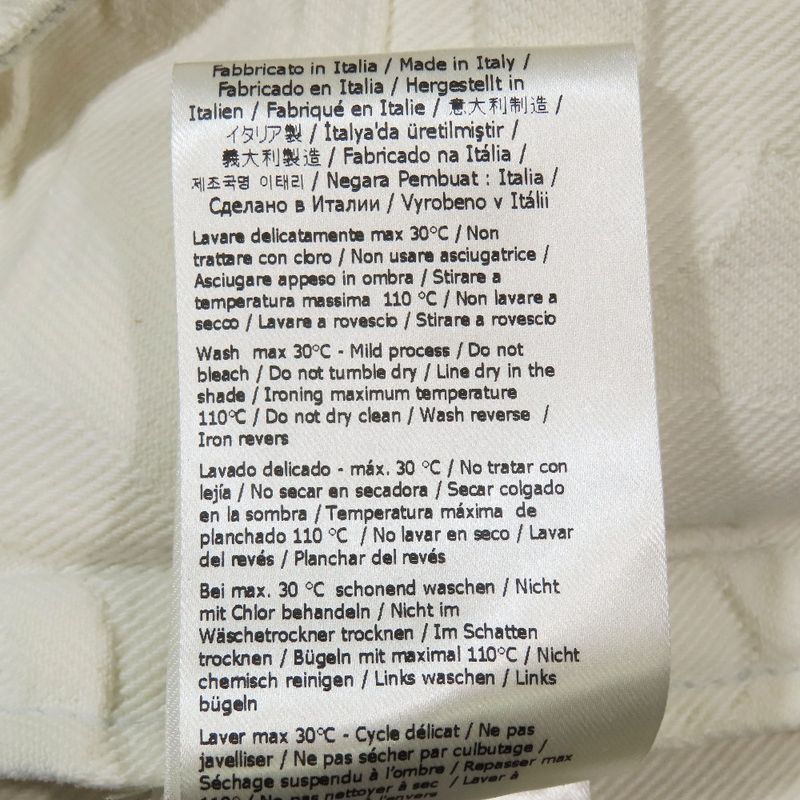 Fabbricato in Italia / Made in Italy /
Fabricado en Italia / Hergestellt in
Italien / Fabriqué en Italie / 意大利制造 /
イタリア製 / İtalya'da üretilmiştir /
義大利製造 / Fabricado na Itália /
제조국명 이태리 / Negara Pembuat : Italia /
Сделано в Италии / Vyrobeno v Itálii
Lavare delicatamente max 30°C / Non
trattare con cloro / Non usare asciugatrice /
Asciugare appeso in ombra / Stirare a
temperatura massima 110 °C / Non lavare a
secco / Lavare a rovescio / Stirare a rovescio
Wash max 30°C - Mild process / Do not
bleach / Do not tumble dry / Line dry in the
shade / Ironing maximum temperature
110°C / Do not dry clean / Wash reverse /
Iron revers
Lavado delicado - máx. 30 °C / No tratar con
lejía / No secar en secadora / Secar colgado
en la sombra / Temperatura máxima de
planchado 110 °C / No lavar en seco / Lavar
del revés / Planchar del revés
Bei max. 30 °C schonend waschen / Nicht
mit Chlor behandeln / Nicht im
Wäschetrockner trocknen / Im Schatten
trocknen / Bügeln mit maximal 110°C / Nicht
chemisch reinigen / Links waschen / Links
bügeln
Laver max 30°C - Cycle délicat / Ne pas
javelliser / Ne pas sécher par culbutage /
Séchage suspendu à l'ombre / Repasser max
110° / Ne pas nettoyer à sec / Laver à
l'envers